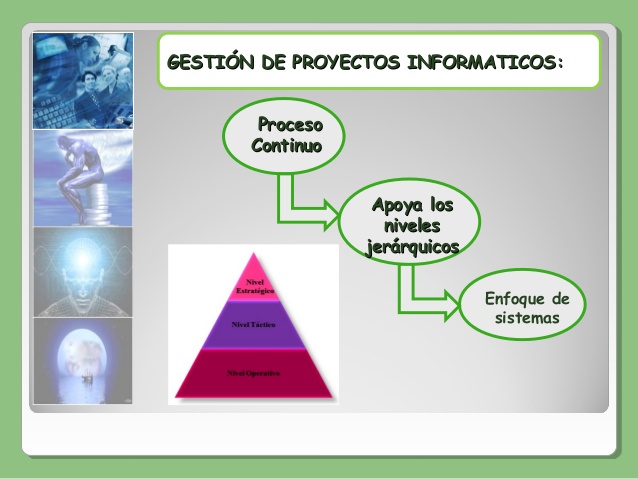 GESTIÓN DE PROYECTOS INFORMATICOS:
Proceso
Continuo
Apoya los
niveles
jerárquicos
Enfoque de
sistemas
Nivel
Estratégico
Nivel Táctico
Nivel Operativo